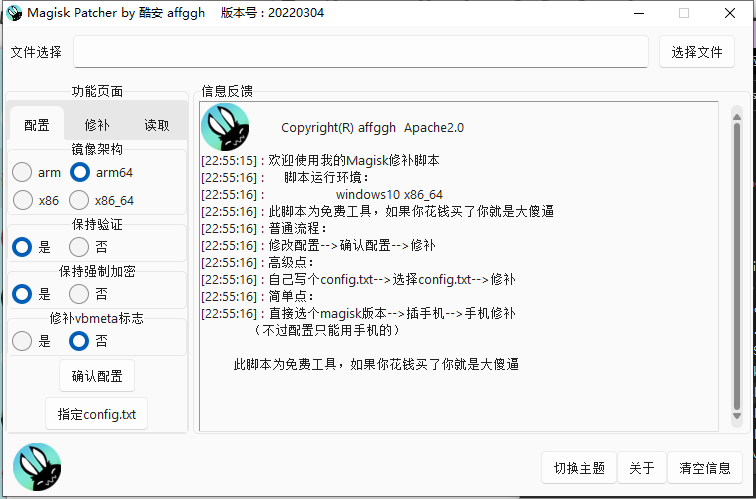 Magisk Patcher by 酷安 affggh 版本号 : 20220304
文件选择
选择文件
功能页面
配置 修补 读取
镜像架构
arm arm64
x86 x86_64
保持验证
是 否
保持强制加密
是 否
修补vbmeta标志
是 否
确认配置
指定config.txt
信息反馈
Copyright(R) affggh Apache2.0
[22:55:15] : 欢迎使用我的Magisk修补脚本
[22:55:16] : 脚本运行环境：
[22:55:16] : windows10 x86_64
[22:55:16] : 此脚本为免费工具，如果你花钱买了你就是大傻逼
[22:55:16] : 普通流程：
[22:55:16] : 修改配置-->确认配置-->修补
[22:55:16] : 高级点：
[22:55:16] : 自己写个config.txt-->选择config.txt-->修补
[22:55:16] : 简单点：
[22:55:16] : 直接选个magisk版本-->插手机-->手机修补
（不过配置只能用手机的）
此脚本为免费工具，如果你花钱买了你就是大傻逼
切换主题 关于 清空信息